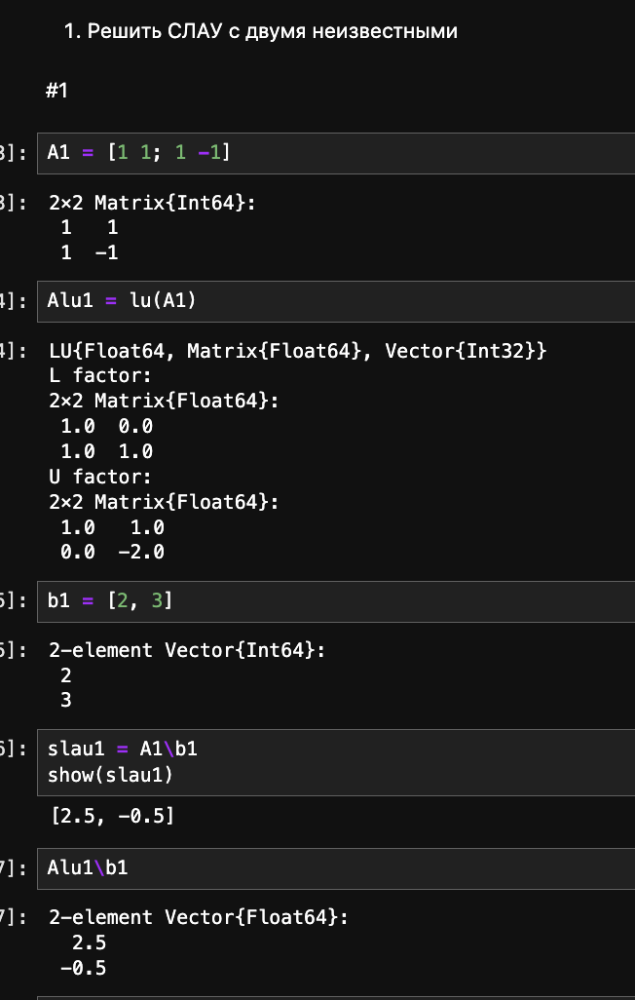 1. Решить СЛАУ с двумя неизвестными
#1
3]: A1 = [1 1; 1 -1]
3]: 2×2 Matrix{Int64}:
1 1
1 -1
4]: Alu1 = lu(A1)
4]: LU{Float64, Matrix{Float64}, Vector{Int32}}
L factor:
2×2 Matrix{Float64}:
1.0 0.0
1.0 1.0
U factor:
2×2 Matrix{Float64}:
1.0 1.0
0.0 -2.0
5]: b1 = [2, 3]
5]: 2-element Vector{Int64}:
2
3
6]: slau1 = A1\b1
show(slau1)
[2.5, -0.5]
7]: Alu1\b1
7]: 2-element Vector{Float64}:
2.5
-0.5